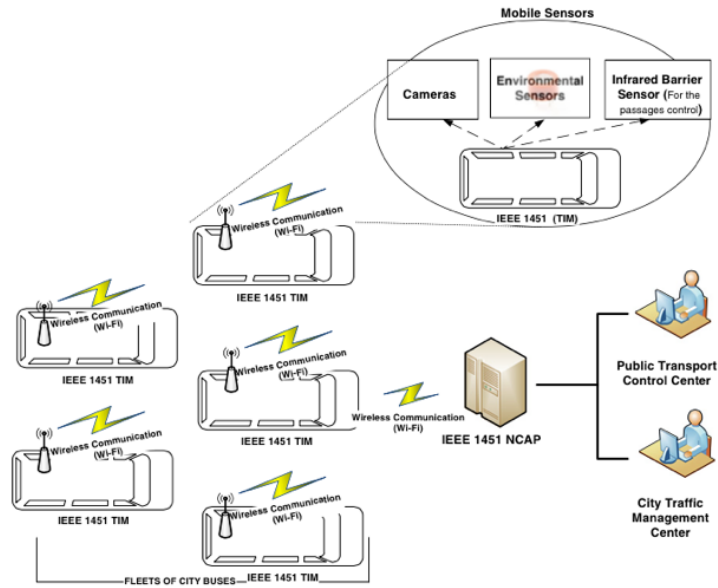 Mobile Sensors
Cameras
Environmental
Sensors
Infrared Barrier
Sensor (For the
passages control)
IEEE 1451 (TIM)
Wireless Communication
(Wi-Fi)
IEEE 1451 TIM
Wireless Communication
(Wi-Fi)
IEEE 1451 TIM
Wireless Communication
(Wi-Fi)
IEEE 1451 TIM
Wireless Communication
(Wi-Fi)
IEEE 1451 NCAP
Public Transport
Control Center
Wireless Communication
(Wi-Fi)
IEEE 1451 TIM
Wireless Communication
(Wi-Fi)
IEEE 1451 TIM
City Traffic
Management
Center
FLEETS OF CITY BUSES